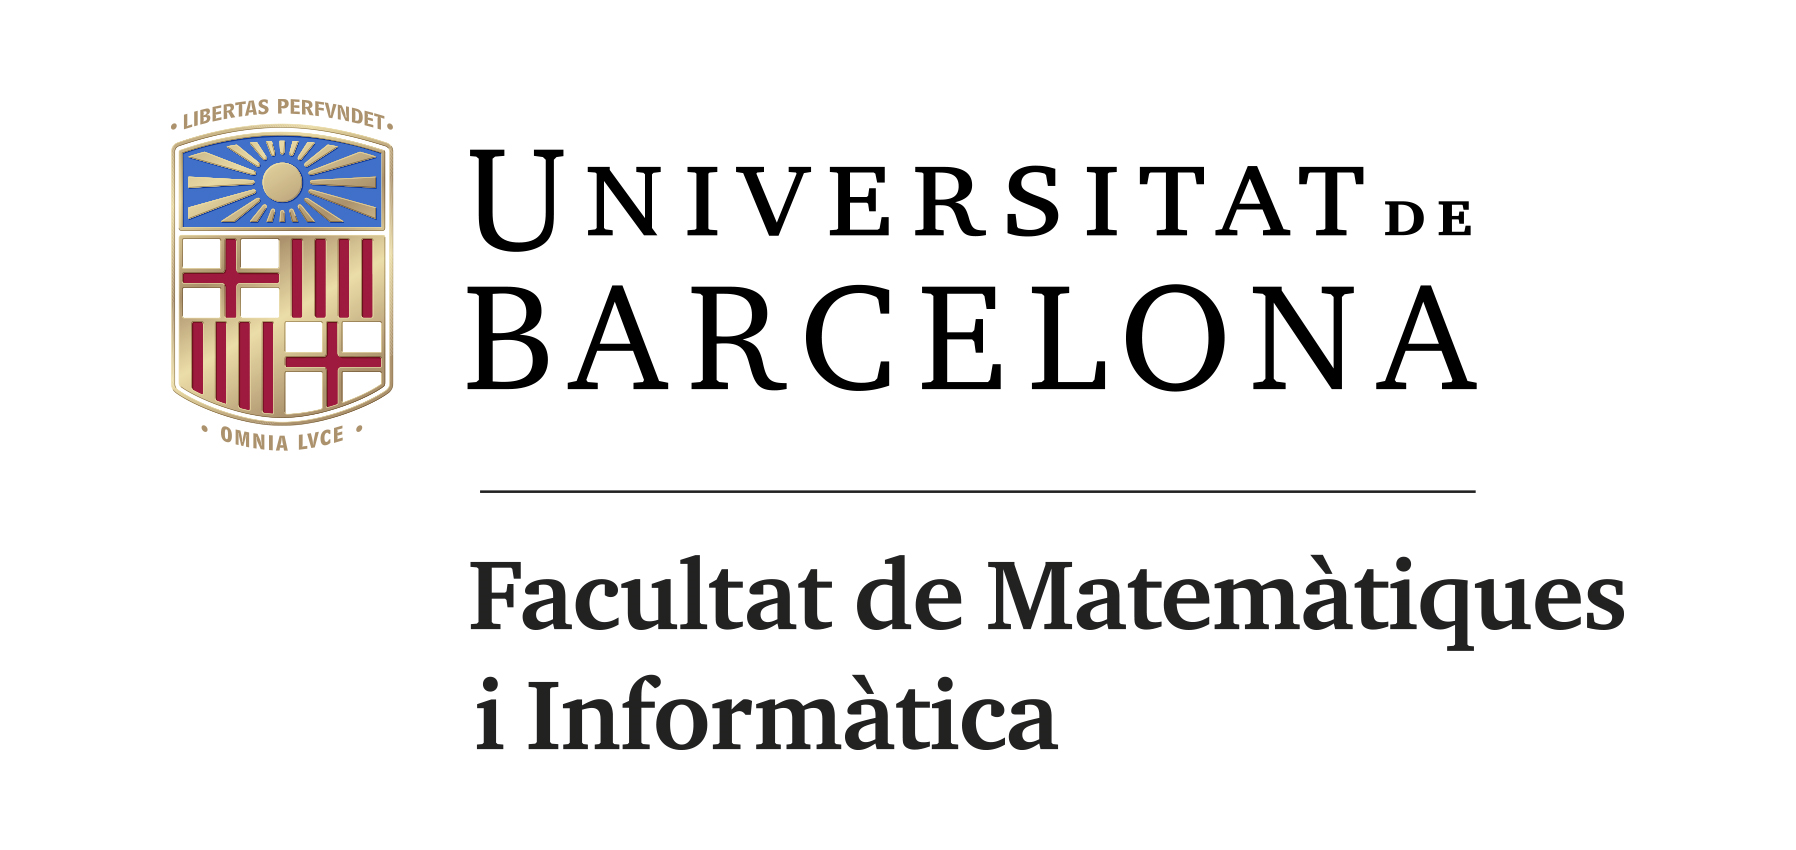 · LIBERTAS PERFVNDET ·
UNIVERSITAT DE
BARCELONA
· OMNIA LVCE ·
Facultat de Matemàtiques
i Informàtica